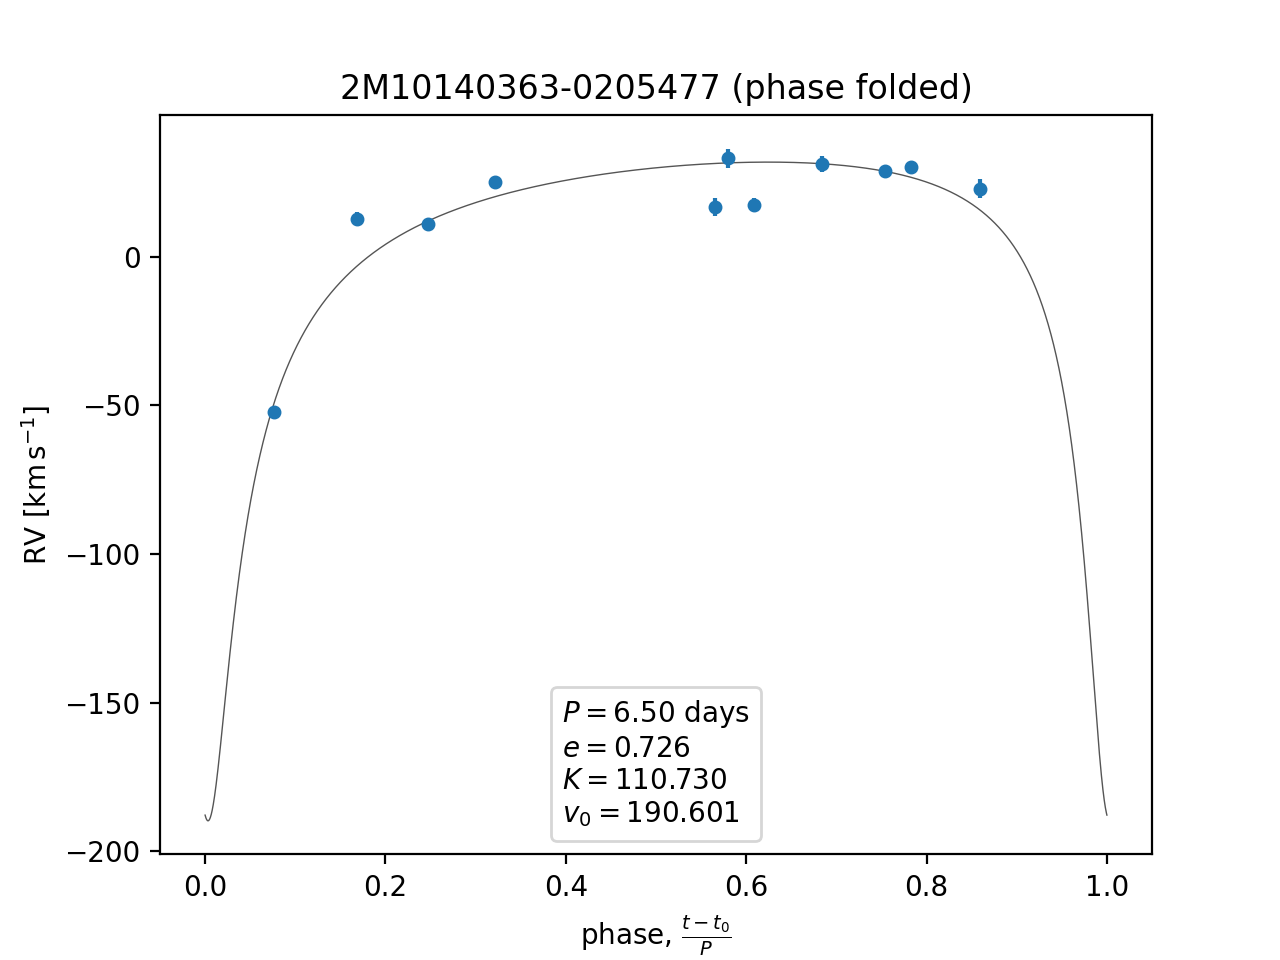 2M10140363-0205477 (phase folded)
RV [km s⁻¹]
0
−50
−100
−150
−200
P = 6.50 days
e = 0.726
K = 110.730
v₀ = 190.601
0.0 0.2 0.4 0.6 0.8 1.0
phase, (t − t₀)/P